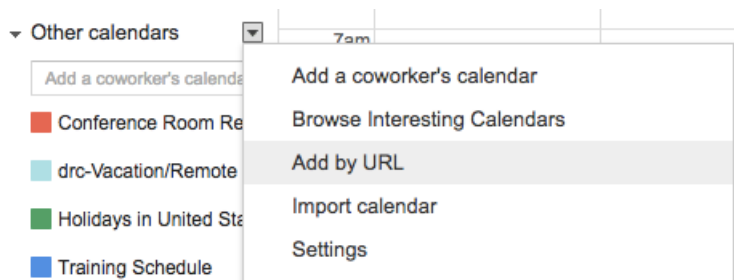 Other calendars
7am
Add a coworker's calenda
Add a coworker's calendar
Conference Room Re
Browse Interesting Calendars
drc-Vacation/Remote
Add by URL
Holidays in United Sta
Import calendar
Training Schedule
Settings